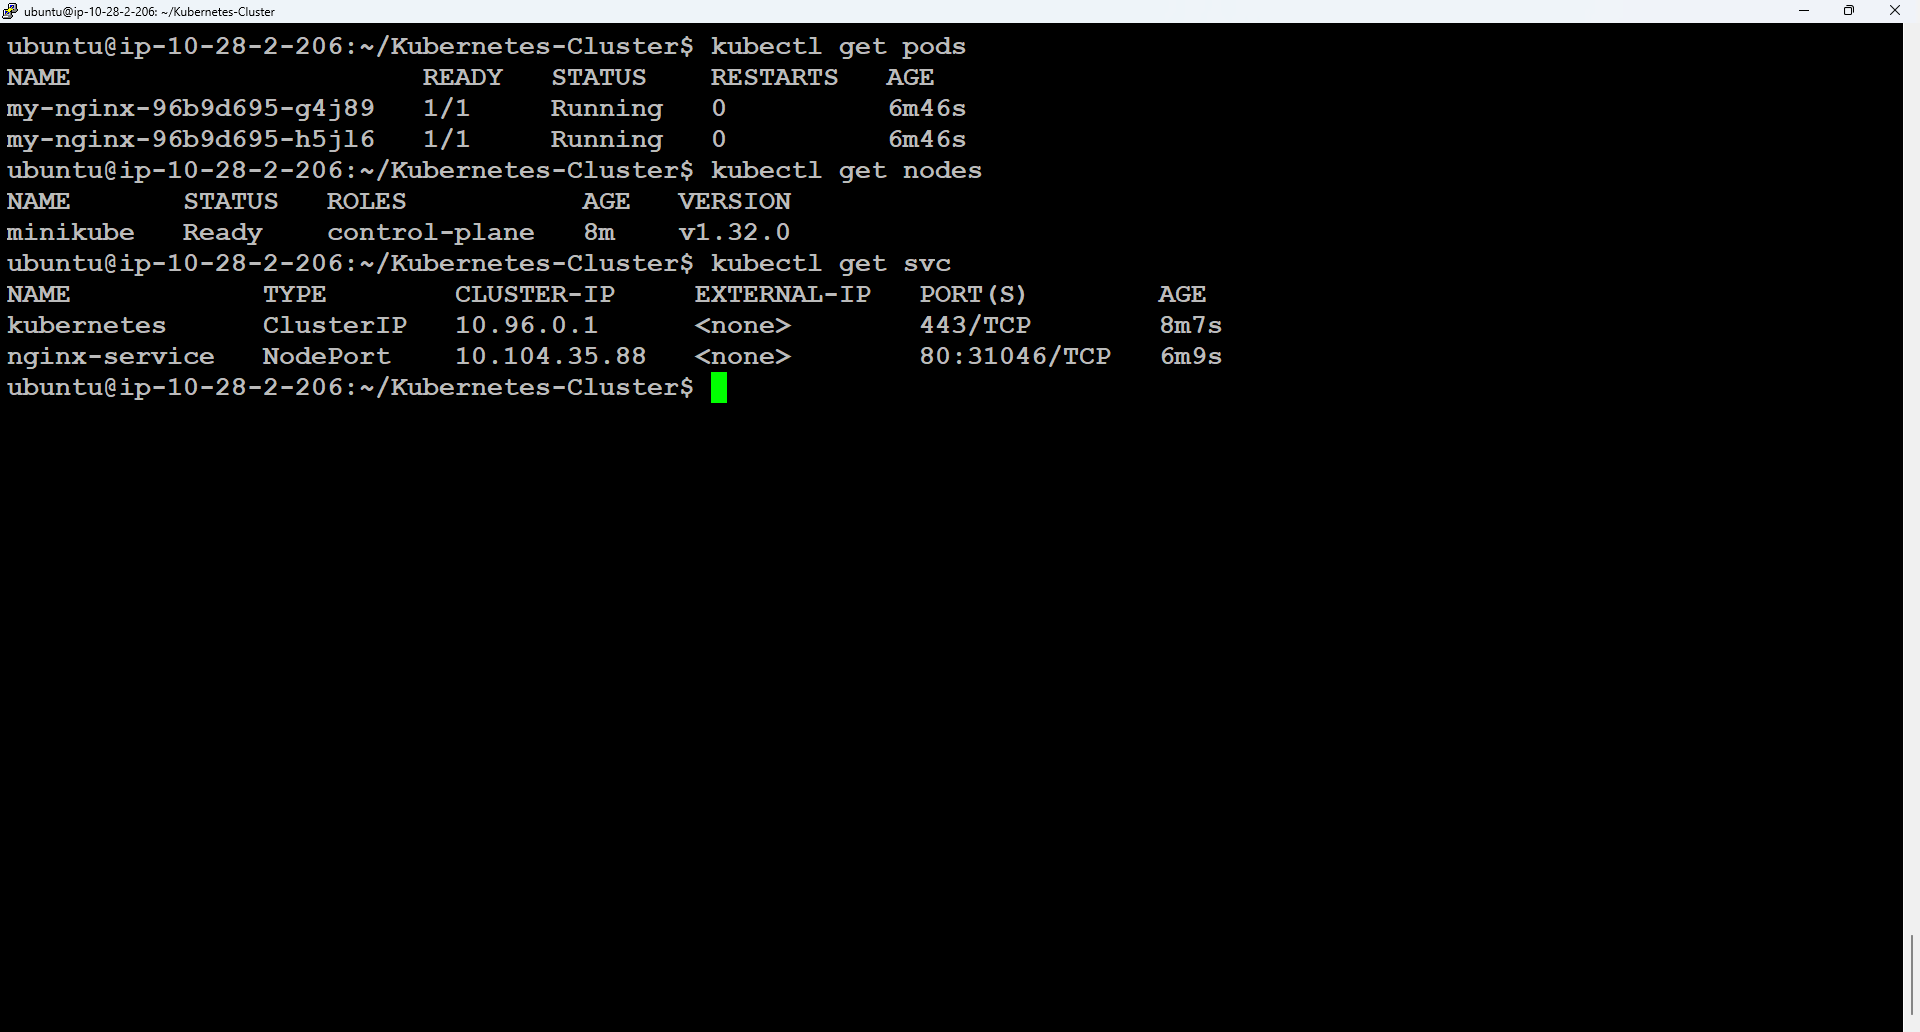 ubuntu@ip-10-28-2-206: ~/Kubernetes-Cluster
ubuntu@ip-10-28-2-206:~/Kubernetes-Cluster$ kubectl get pods
NAME                      READY   STATUS    RESTARTS   AGE
my-nginx-96b9d695-g4j89   1/1     Running   0          6m46s
my-nginx-96b9d695-h5jl6   1/1     Running   0          6m46s
ubuntu@ip-10-28-2-206:~/Kubernetes-Cluster$ kubectl get nodes
NAME       STATUS   ROLES           AGE   VERSION
minikube   Ready    control-plane   8m    v1.32.0
ubuntu@ip-10-28-2-206:~/Kubernetes-Cluster$ kubectl get svc
NAME            TYPE        CLUSTER-IP     EXTERNAL-IP   PORT(S)        AGE
kubernetes      ClusterIP   10.96.0.1      <none>        443/TCP        8m7s
nginx-service   NodePort    10.104.35.88   <none>        80:31046/TCP   6m9s
ubuntu@ip-10-28-2-206:~/Kubernetes-Cluster$